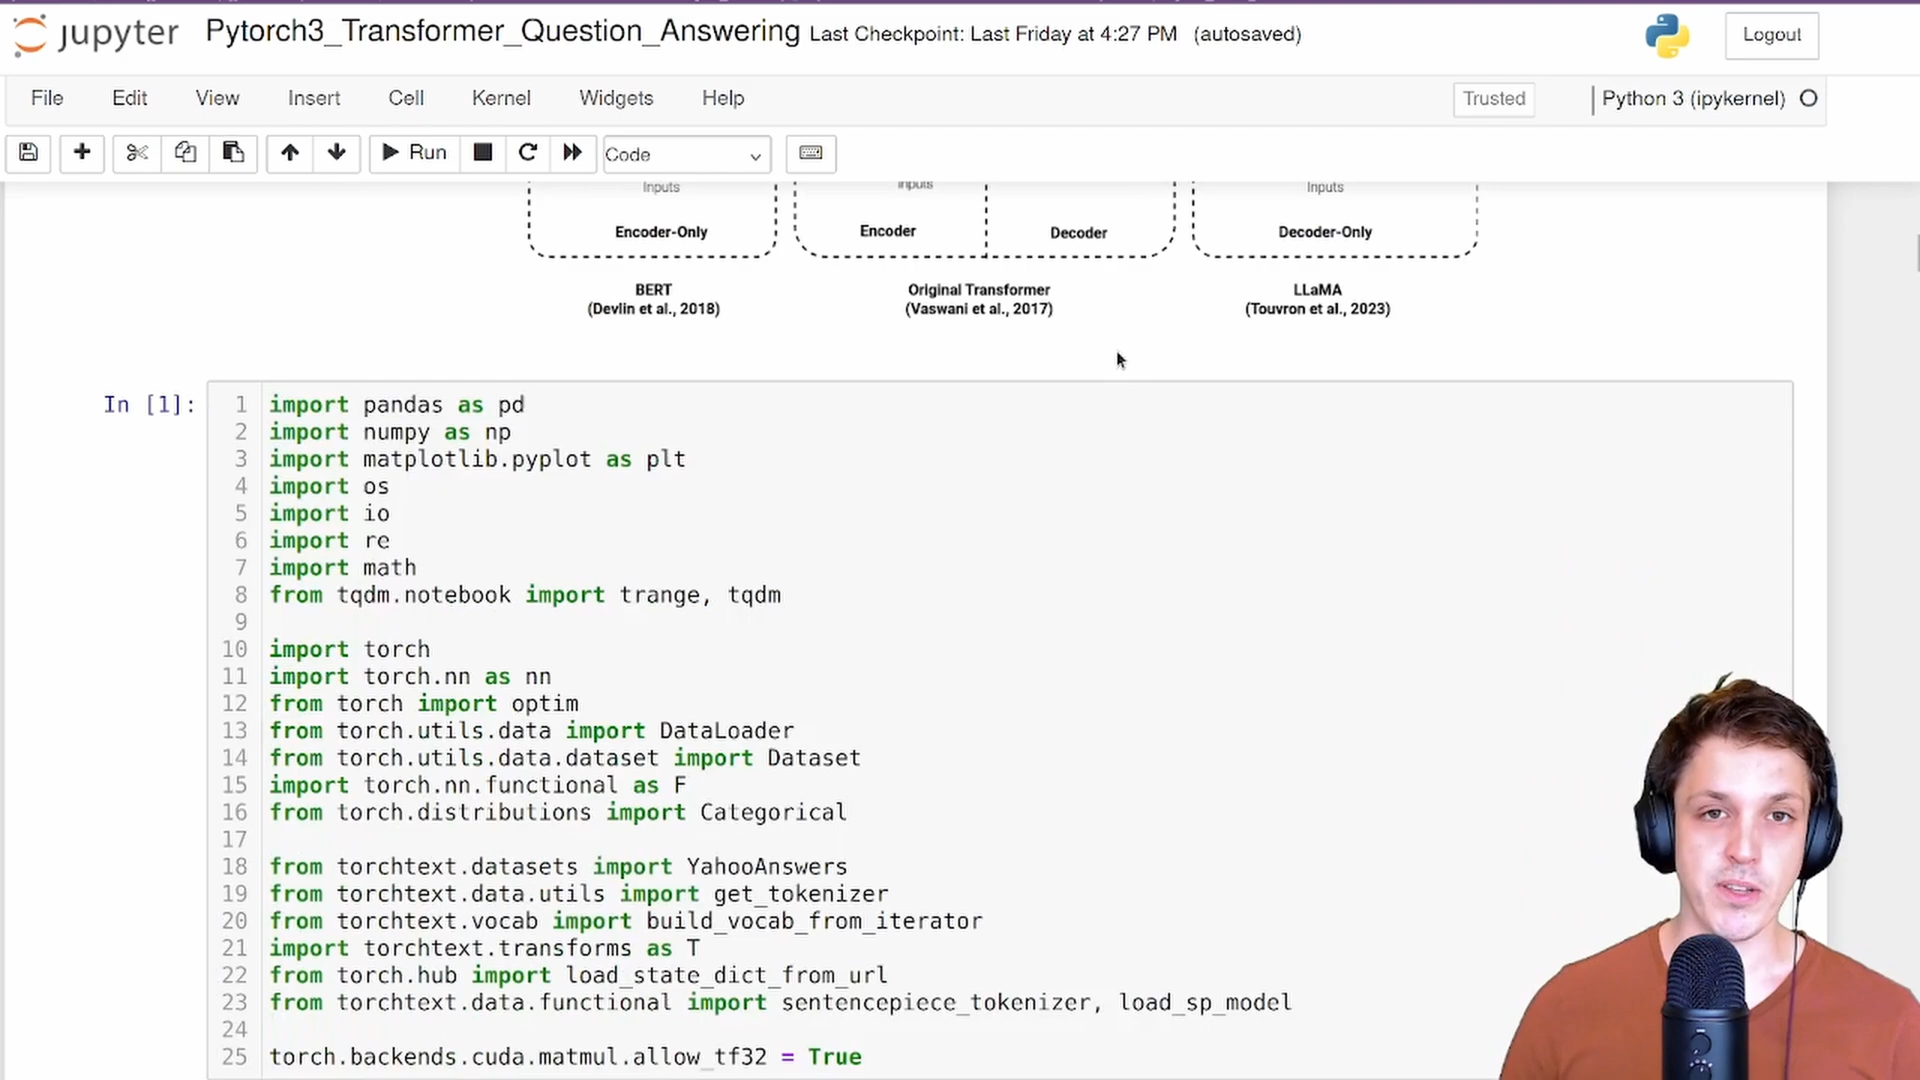 jupyter Pytorch3_Transformer_Question_Answering Last Checkpoint: Last Friday at 4:27 PM (autosaved) Logout
File Edit View Insert Cell Kernel Widgets Help Trusted Python 3 (ipykernel)
Run Code
Inputs Inputs Inputs
Encoder-Only Encoder Decoder Decoder-Only
BERT Original Transformer LLaMA
(Devlin et al., 2018) (Vaswani et al., 2017) (Touvron et al., 2023)
In [1]:
1 import pandas as pd
2 import numpy as np
3 import matplotlib.pyplot as plt
4 import os
5 import io
6 import re
7 import math
8 from tqdm.notebook import trange, tqdm
9
10 import torch
11 import torch.nn as nn
12 from torch import optim
13 from torch.utils.data import DataLoader
14 from torch.utils.data.dataset import Dataset
15 import torch.nn.functional as F
16 from torch.distributions import Categorical
17
18 from torchtext.datasets import YahooAnswers
19 from torchtext.data.utils import get_tokenizer
20 from torchtext.vocab import build_vocab_from_iterator
21 import torchtext.transforms as T
22 from torch.hub import load_state_dict_from_url
23 from torchtext.data.functional import sentencepiece_tokenizer, load_sp_model
24
25 torch.backends.cuda.matmul.allow_tf32 = True